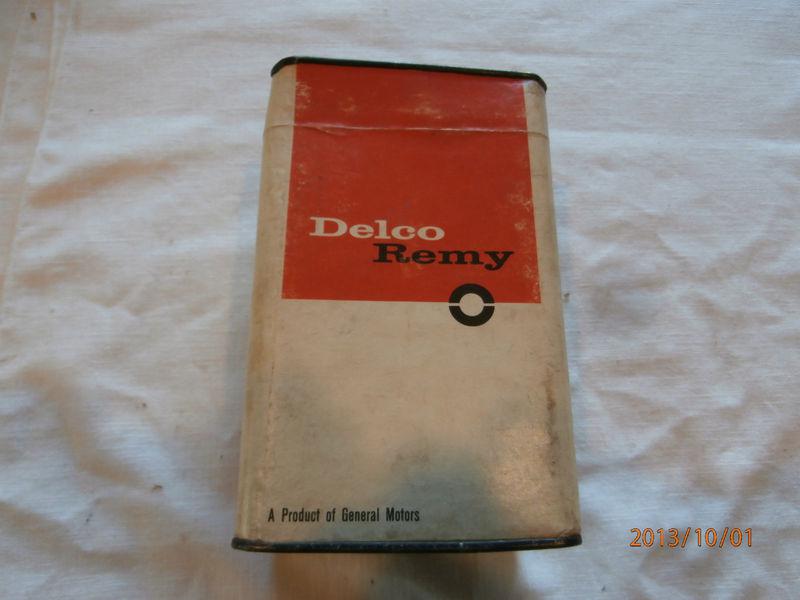 Delco
Remy
A Product of General Motors
2013/10/01